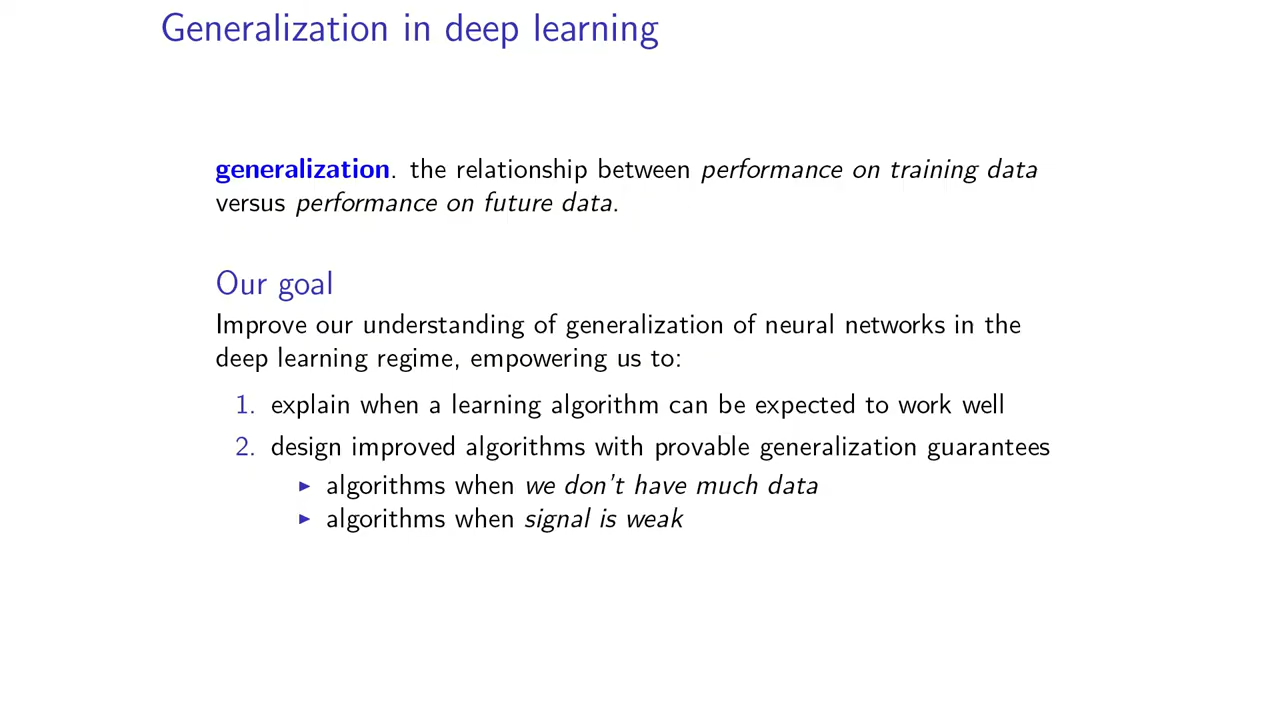 Generalization in deep learning
generalization. the relationship between performance on training data
versus performance on future data.
Our goal
Improve our understanding of generalization of neural networks in the
deep learning regime, empowering us to:
1. explain when a learning algorithm can be expected to work well
2. design improved algorithms with provable generalization guarantees
▶ algorithms when we don't have much data
▶ algorithms when signal is weak